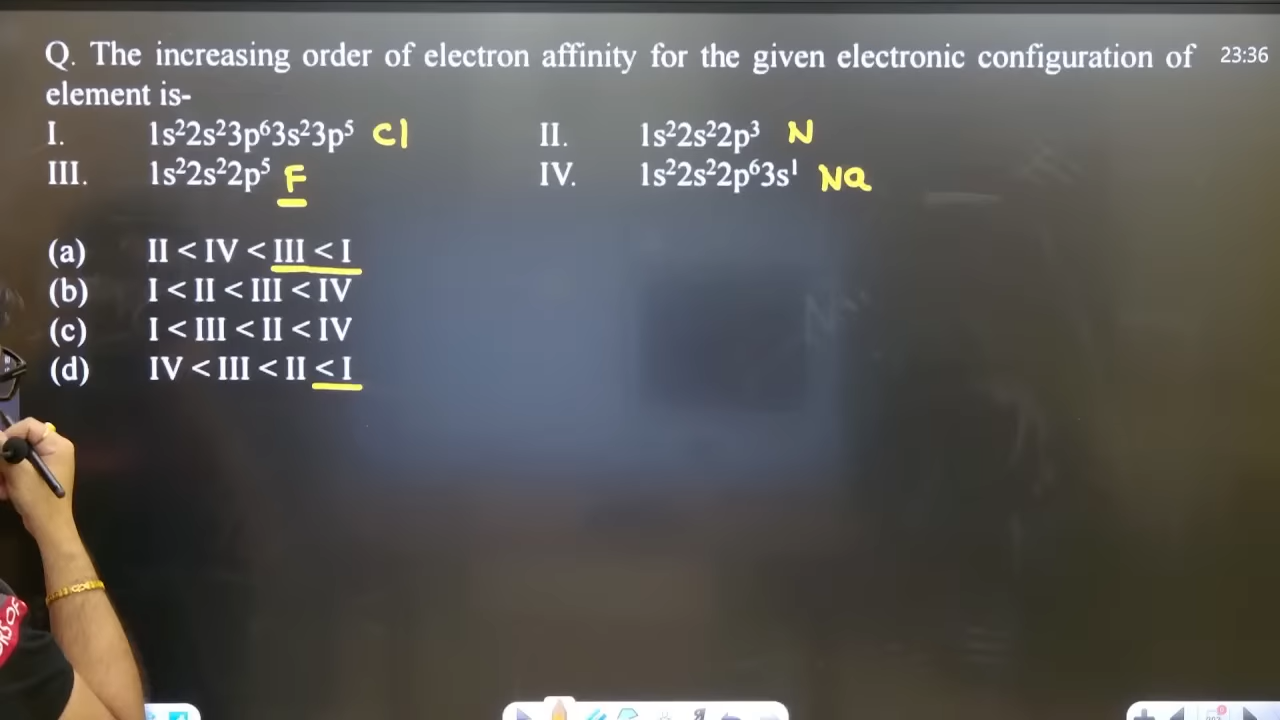 Q. The increasing order of electron affinity for the given electronic configuration of
23:36
element is-
I. 1s²2s²3p⁶3s²3p⁵ Cl II. 1s²2s²2p³ N
III. 1s²2s²2p⁵ F IV. 1s²2s²2p⁶3s¹ Na
(a) II < IV < III < I
(b) I < II < III < IV
(c) I < III < II < IV
(d) IV < III < II < I